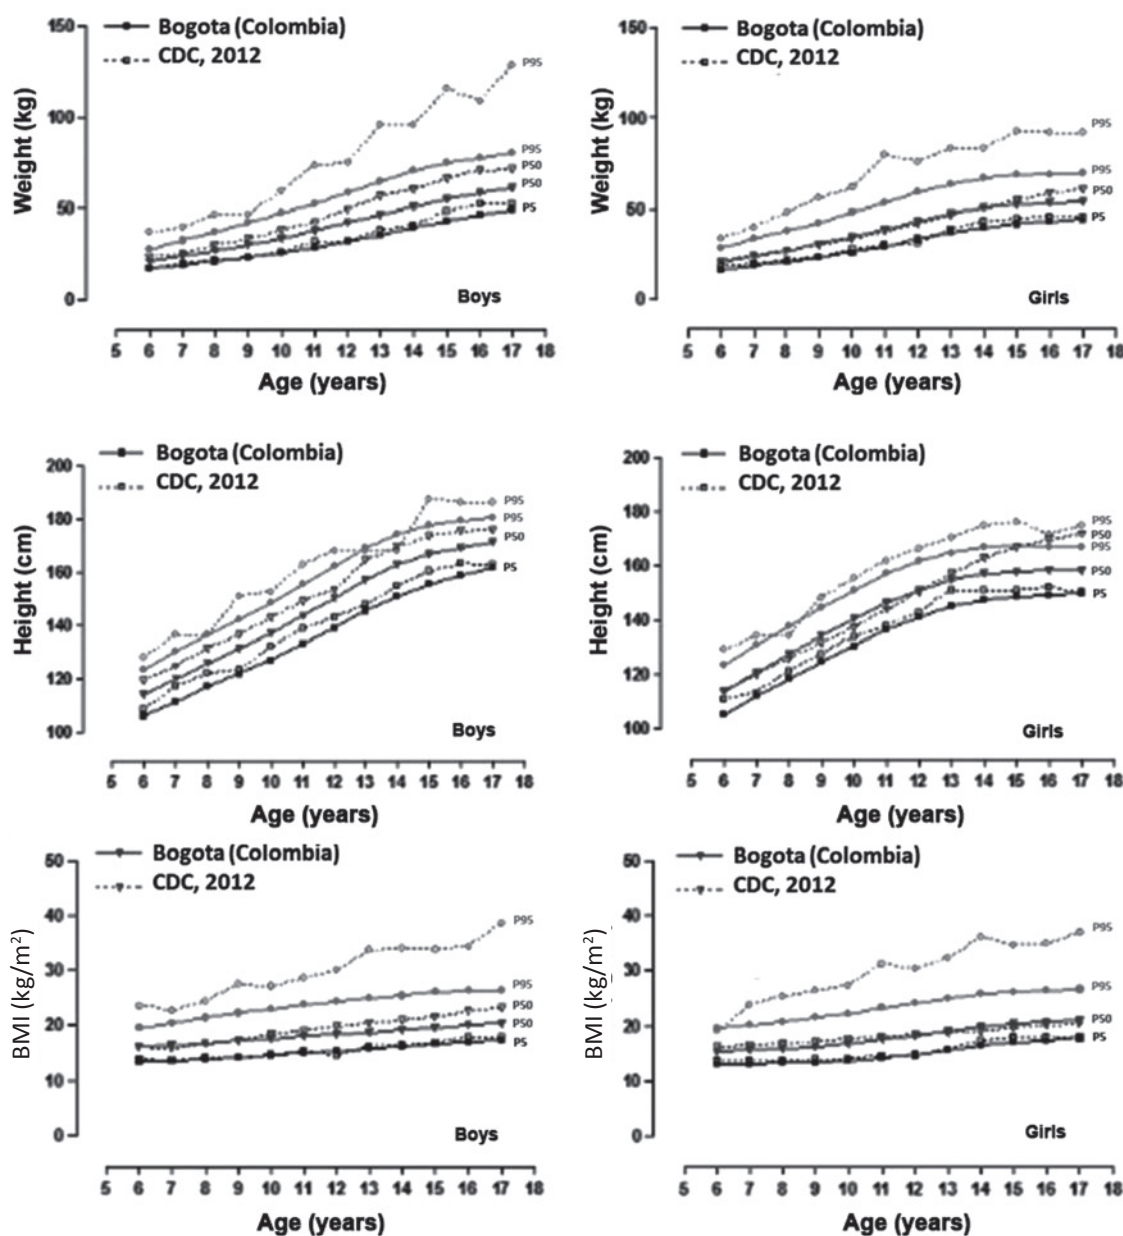 Bogota (Colombia)
CDC, 2012
Weight (kg)
150
100
50
0
P95
P95
P50
P50
P5
Boys
5 6 7 8 9 10 11 12 13 14 15 16 17 18
Age (years)
Bogota (Colombia)
CDC, 2012
Weight (kg)
150
100
50
0
P95
P95
P50
P5
Girls
5 6 7 8 9 10 11 12 13 14 15 16 17 18
Age (years)
Bogota (Colombia)
CDC, 2012
Height (cm)
200
180
160
140
120
100
P95
P95
P50
P5
Boys
5 6 7 8 9 10 11 12 13 14 15 16 17 18
Age (years)
Bogota (Colombia)
CDC, 2012
Height (cm)
200
180
160
140
120
100
P95
P50
P95
P50
P5
Girls
5 6 7 8 9 10 11 12 13 14 15 16 17 18
Age (years)
Bogota (Colombia)
CDC, 2012
BMI (kg/m²)
50
40
30
20
10
0
P95
P95
P50
P50
P5
Boys
5 6 7 8 9 10 11 12 13 14 15 16 17 18
Age (years)
Bogota (Colombia)
CDC, 2012
BMI (kg/m²)
50
40
30
20
10
0
P95
P95
P50
P5
Girls
5 6 7 8 9 10 11 12 13 14 15 16 17 18
Age (years)